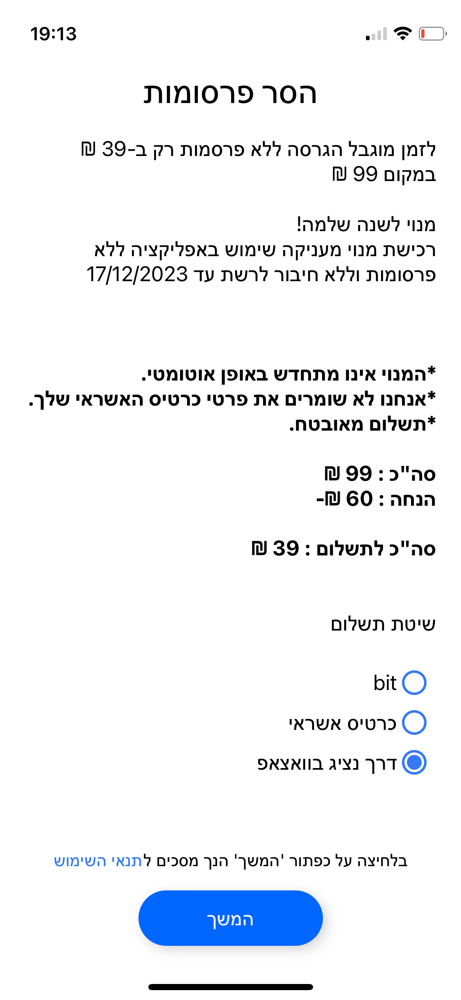 19:13
הסר פרסומות
לזמן מוגבל הגרסה ללא פרסמות רק ב-39 ₪
במקום 99 ₪
מנוי לשנה שלמה!
רכישת מנוי מעניקה שימוש באפליקציה ללא
פרסומות וללא חיבור לרשת עד 17/12/2023
*המנוי אינו מתחדש באופן אוטומטי.
*אנחנו לא שומרים את פרטי כרטיס האשראי שלך.
*תשלום מאובטח.
סה"כ : 99 ₪
הנחה : 60 ₪-
סה"כ לתשלום : 39 ₪
שיטת תשלום
bit
כרטיס אשראי
דרך נציג בוואצאפ
בלחיצה על כפתור 'המשך' הנך מסכים לתנאי השימוש
המשך